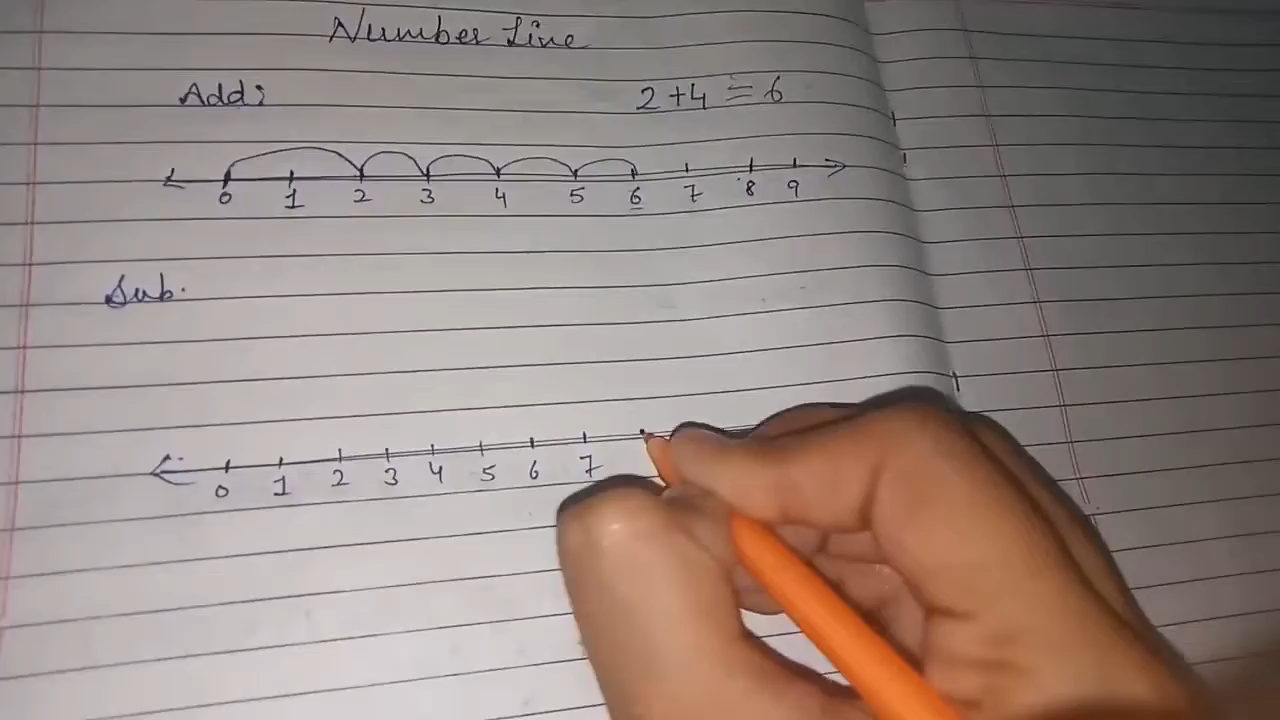 Number Line
Add: 2+4 = 6
0 1 2 3 4 5 6 7 8 9
Sub.
0 1 2 3 4 5 6 7